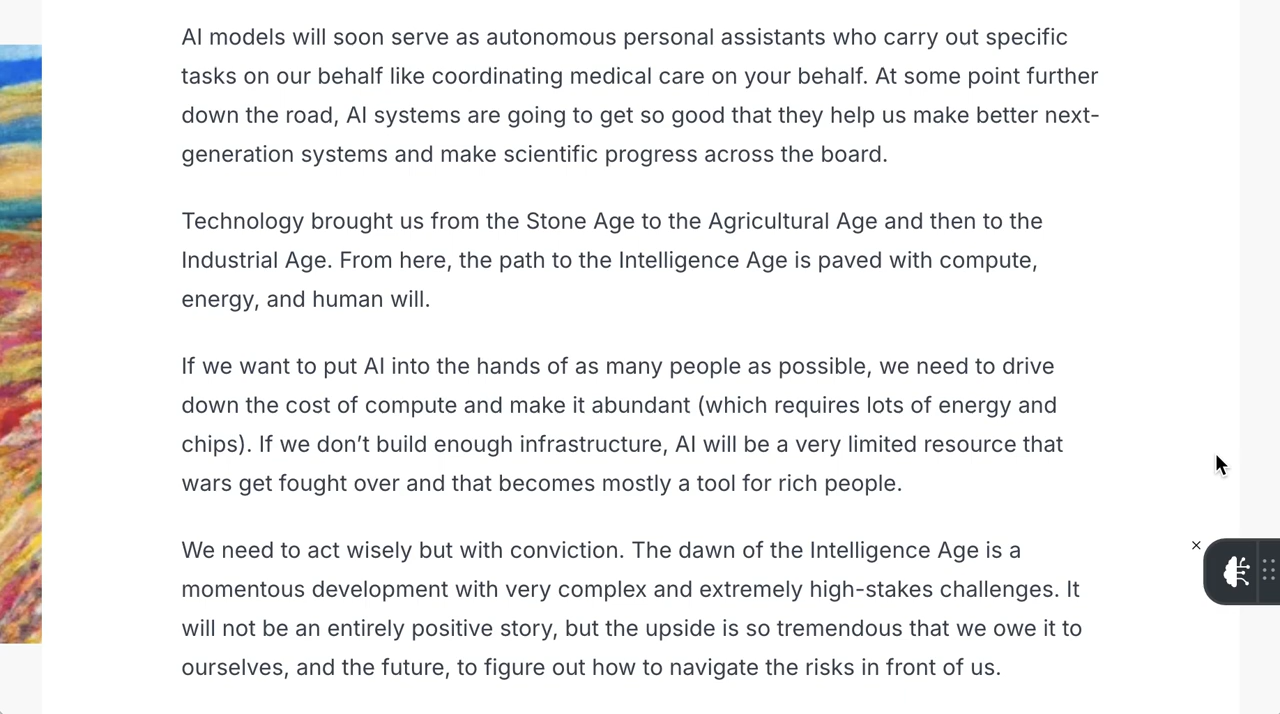 AI models will soon serve as autonomous personal assistants who carry out specific
tasks on our behalf like coordinating medical care on your behalf. At some point further
down the road, AI systems are going to get so good that they help us make better next-
generation systems and make scientific progress across the board.
Technology brought us from the Stone Age to the Agricultural Age and then to the
Industrial Age. From here, the path to the Intelligence Age is paved with compute,
energy, and human will.
If we want to put AI into the hands of as many people as possible, we need to drive
down the cost of compute and make it abundant (which requires lots of energy and
chips). If we don’t build enough infrastructure, AI will be a very limited resource that
wars get fought over and that becomes mostly a tool for rich people.
We need to act wisely but with conviction. The dawn of the Intelligence Age is a
momentous development with very complex and extremely high-stakes challenges. It
will not be an entirely positive story, but the upside is so tremendous that we owe it to
ourselves, and the future, to figure out how to navigate the risks in front of us.